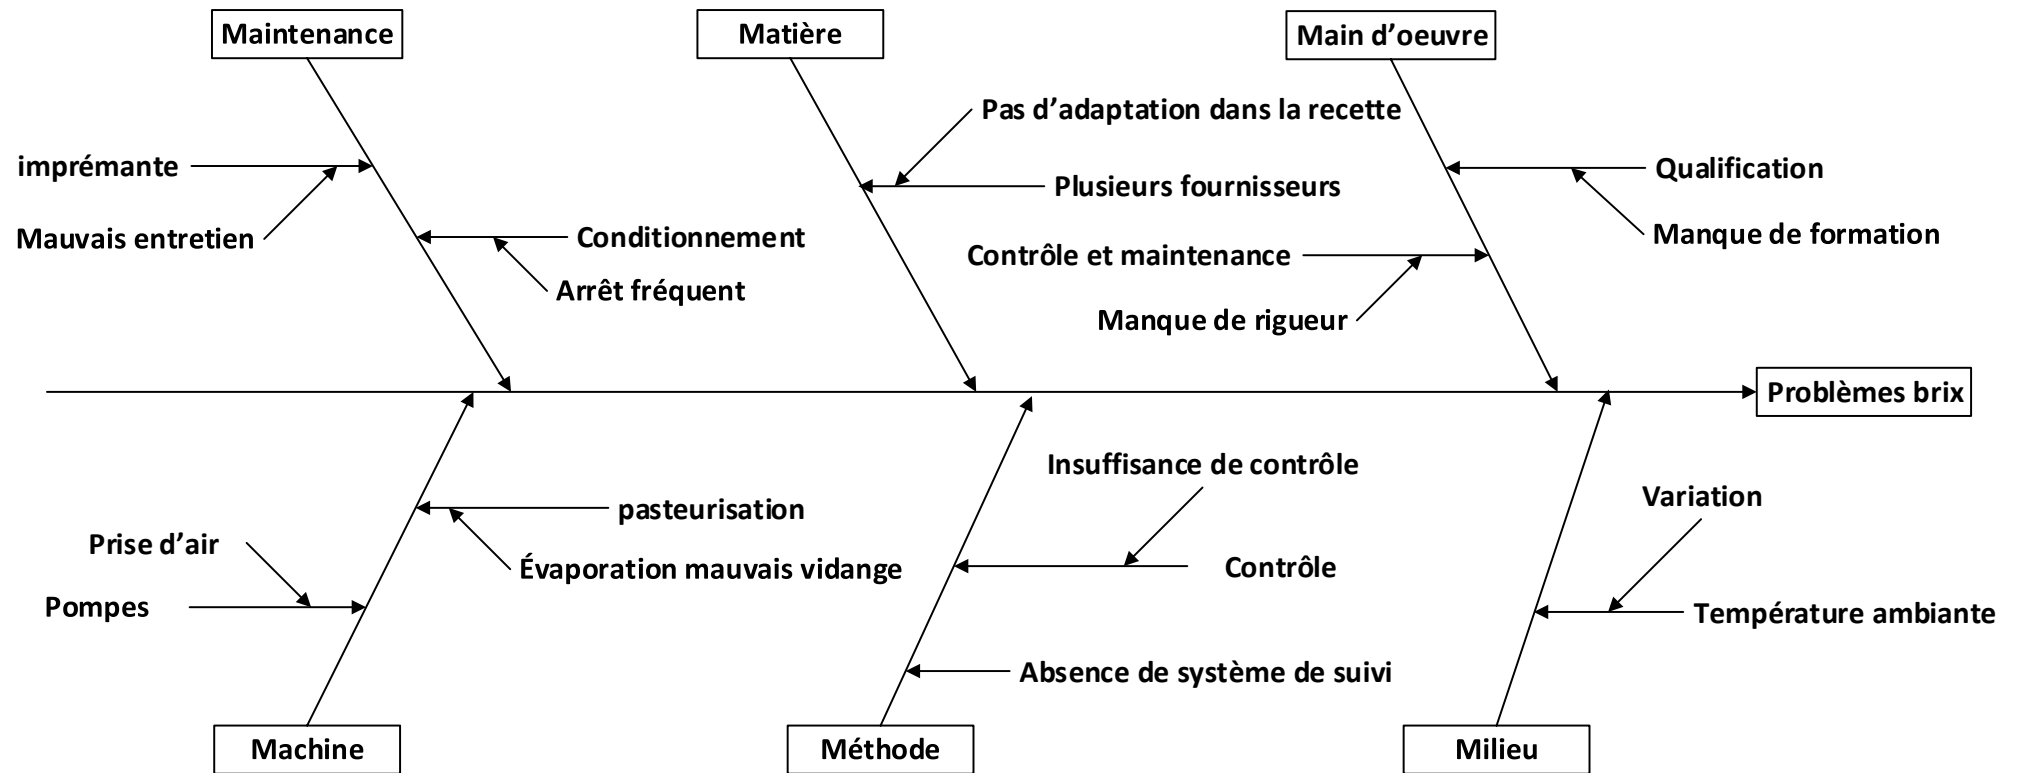 Maintenance
Matière
Main d’oeuvre
Pas d’adaptation dans la recette
imprémante
Plusieurs fournisseurs
Qualification
Mauvais entretien
Conditionnement
Manque de formation
Contrôle et maintenance
Arrêt fréquent
Manque de rigueur
Problèmes brix
Insuffisance de contrôle
Variation
pasteurisation
Prise d’air
Évaporation mauvais vidange
Contrôle
Pompes
Température ambiante
Absence de système de suivi
Machine
Méthode
Milieu